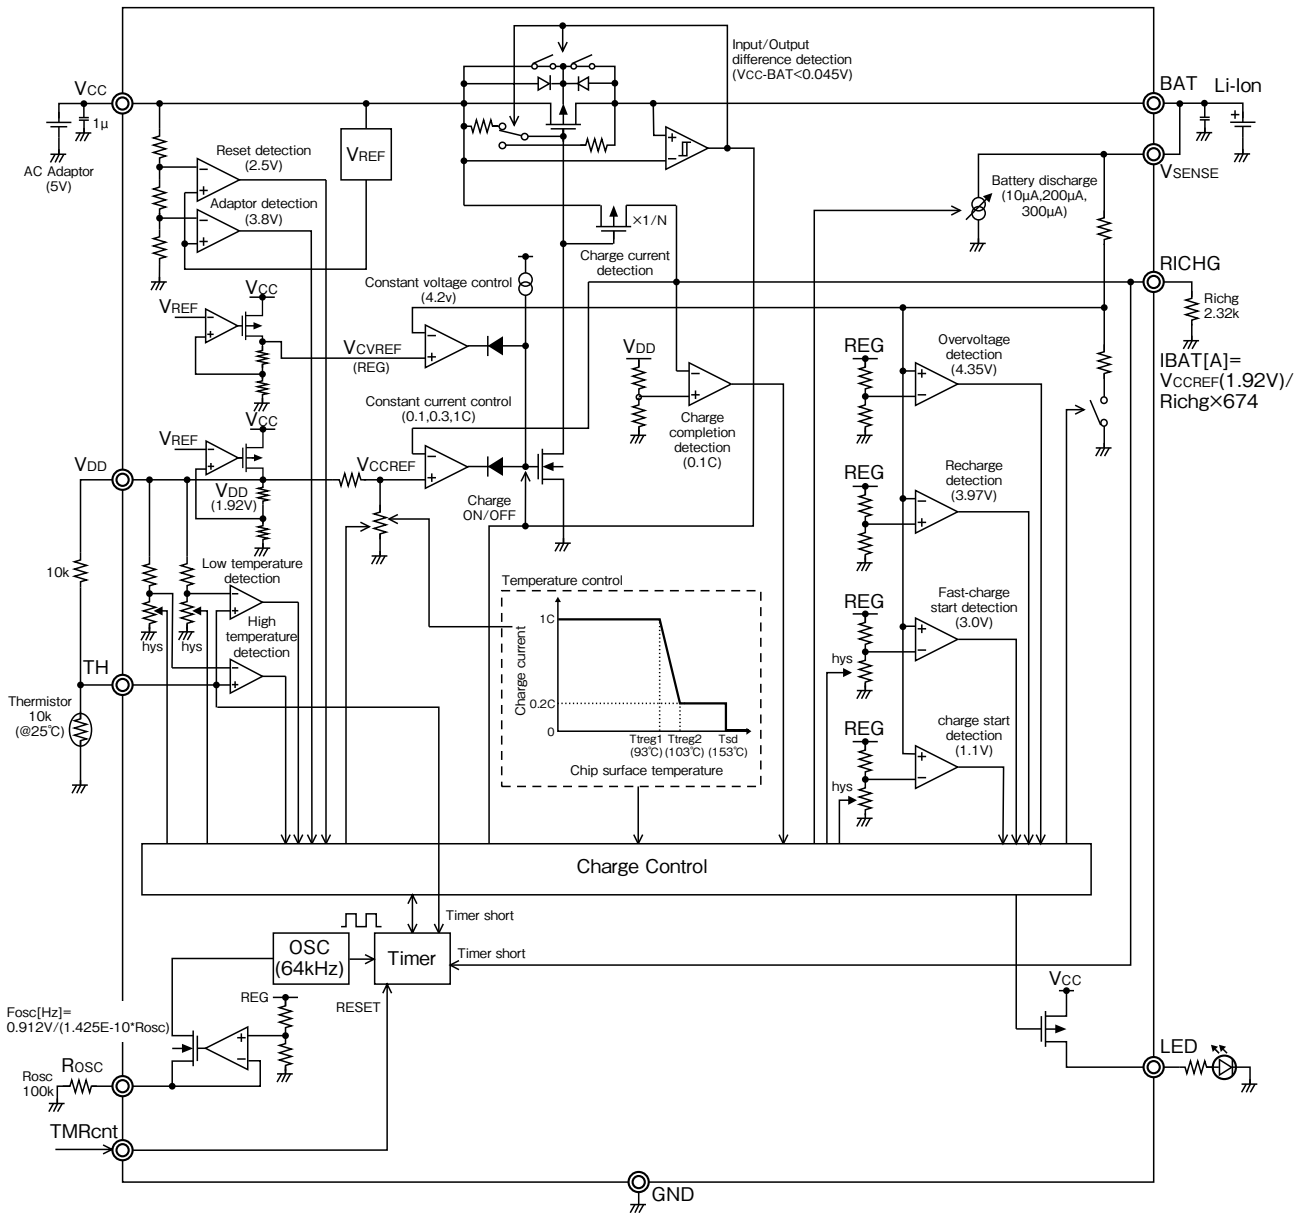 Input/Output
difference detection
(VCC-BAT<0.045V)
VCC
1µ
AC Adaptor
(5V)
BAT
Li-Ion
VSENSE
VREF
Reset detection
(2.5V)
Adaptor detection
(3.8V)
×1/N
Charge current
detection
Battery discharge
(10µA,200µA,
300µA)
RICHG
Richg
2.32k
IBAT[A]=
VCCREF(1.92V)/
Richg×674
Constant voltage control
(4.2v)
VCC
VREF
VCVREF
(REG)
Constant current control
(0.1,0.3,1C)
VCC
VREF
VDD
VDD
(1.92V)
VCCREF
Charge
ON/OFF
VDD
Charge
completion
detection
(0.1C)
REG
Overvoltage
detection
(4.35V)
REG
Recharge
detection
(3.97V)
REG
Fast-charge
start detection
(3.0V)
hys
REG
charge start
detection
(1.1V)
hys
10k
Low temperature
detection
High
temperature
detection
hys
hys
TH
Thermistor
10k
(@25℃)
Temperature control
Charge current
1C
0.2C
0
Ttreg1
(93℃)
Ttreg2
(103℃)
Tsd
(153℃)
Chip surface temperature
Charge Control
Timer short
OSC
(64kHz)
Timer
Timer short
RESET
REG
Fosc[Hz]=
0.912V/(1.425E-10*Rosc)
ROSC
Rosc
100k
TMRcnt
VCC
LED
GND